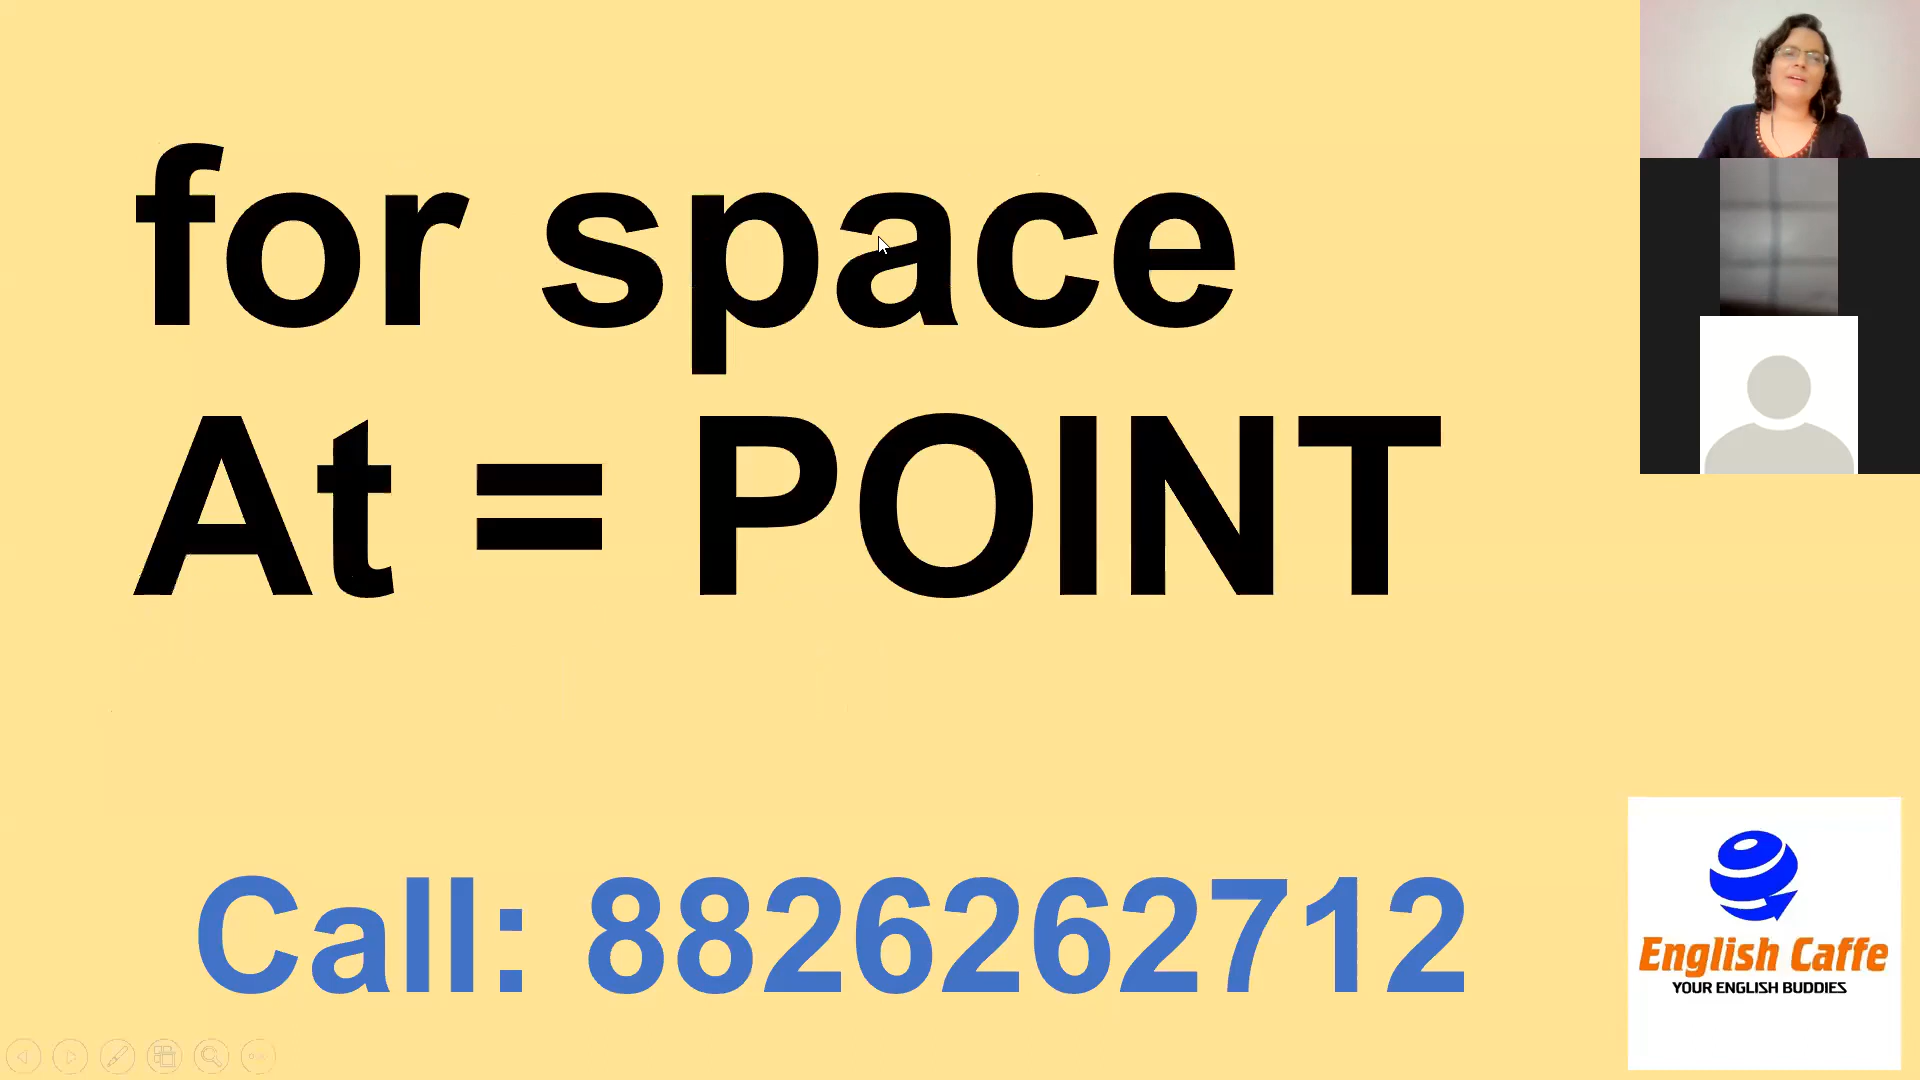 for space
At = POINT
Call: 8826262712
English Caffe
YOUR ENGLISH BUDDIES